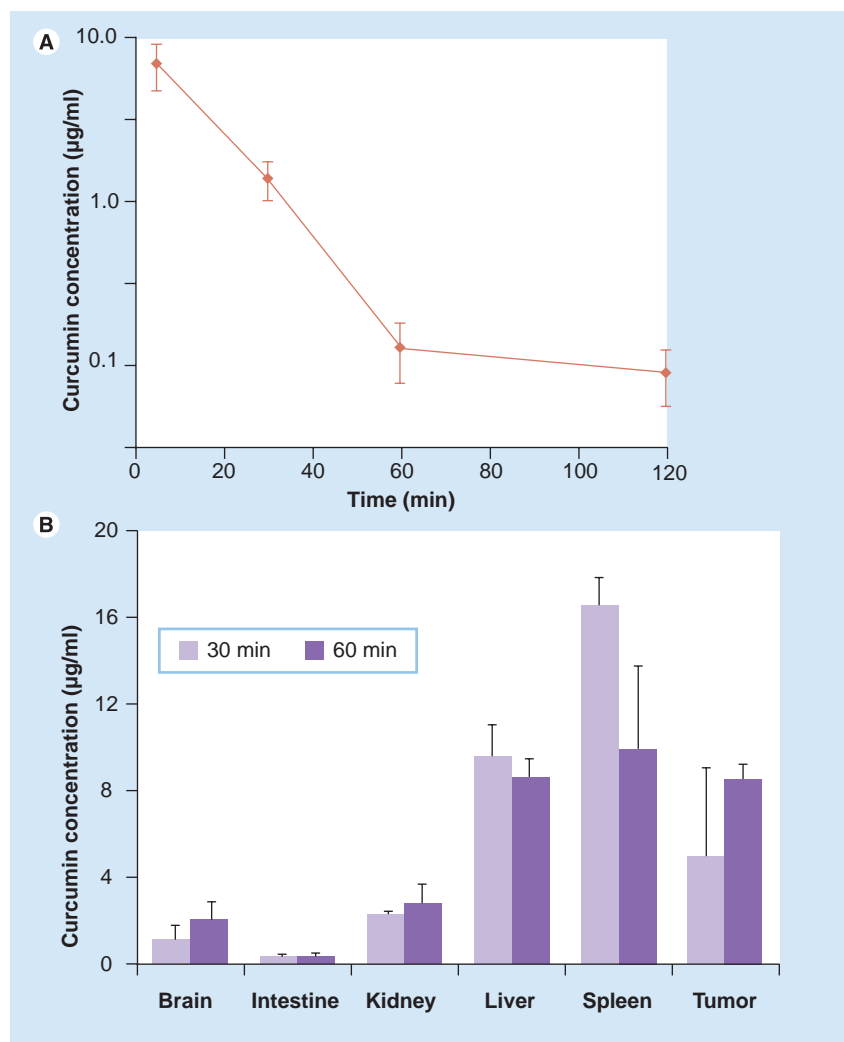 A
Curcumin concentration (µg/ml)
10.0
1.0
0.1
0 20 40 60 80 100 120
Time (min)
B
Curcumin concentration (µg/ml)
20
16
12
8
4
0
30 min 60 min
Brain Intestine Kidney Liver Spleen Tumor